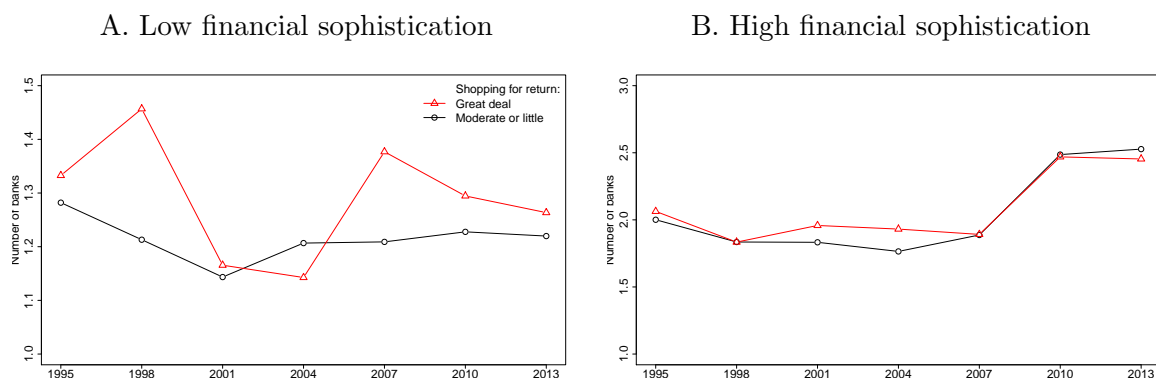 A. Low financial sophistication
B. High financial sophistication
Number of banks
1.0
1.1
1.2
1.3
1.4
1.5
Shopping for return:
Great deal
Moderate or little
1995 1998 2001 2004 2007 2010 2013
Number of banks
1.0
1.5
2.0
2.5
3.0
1995 1998 2001 2004 2007 2010 2013